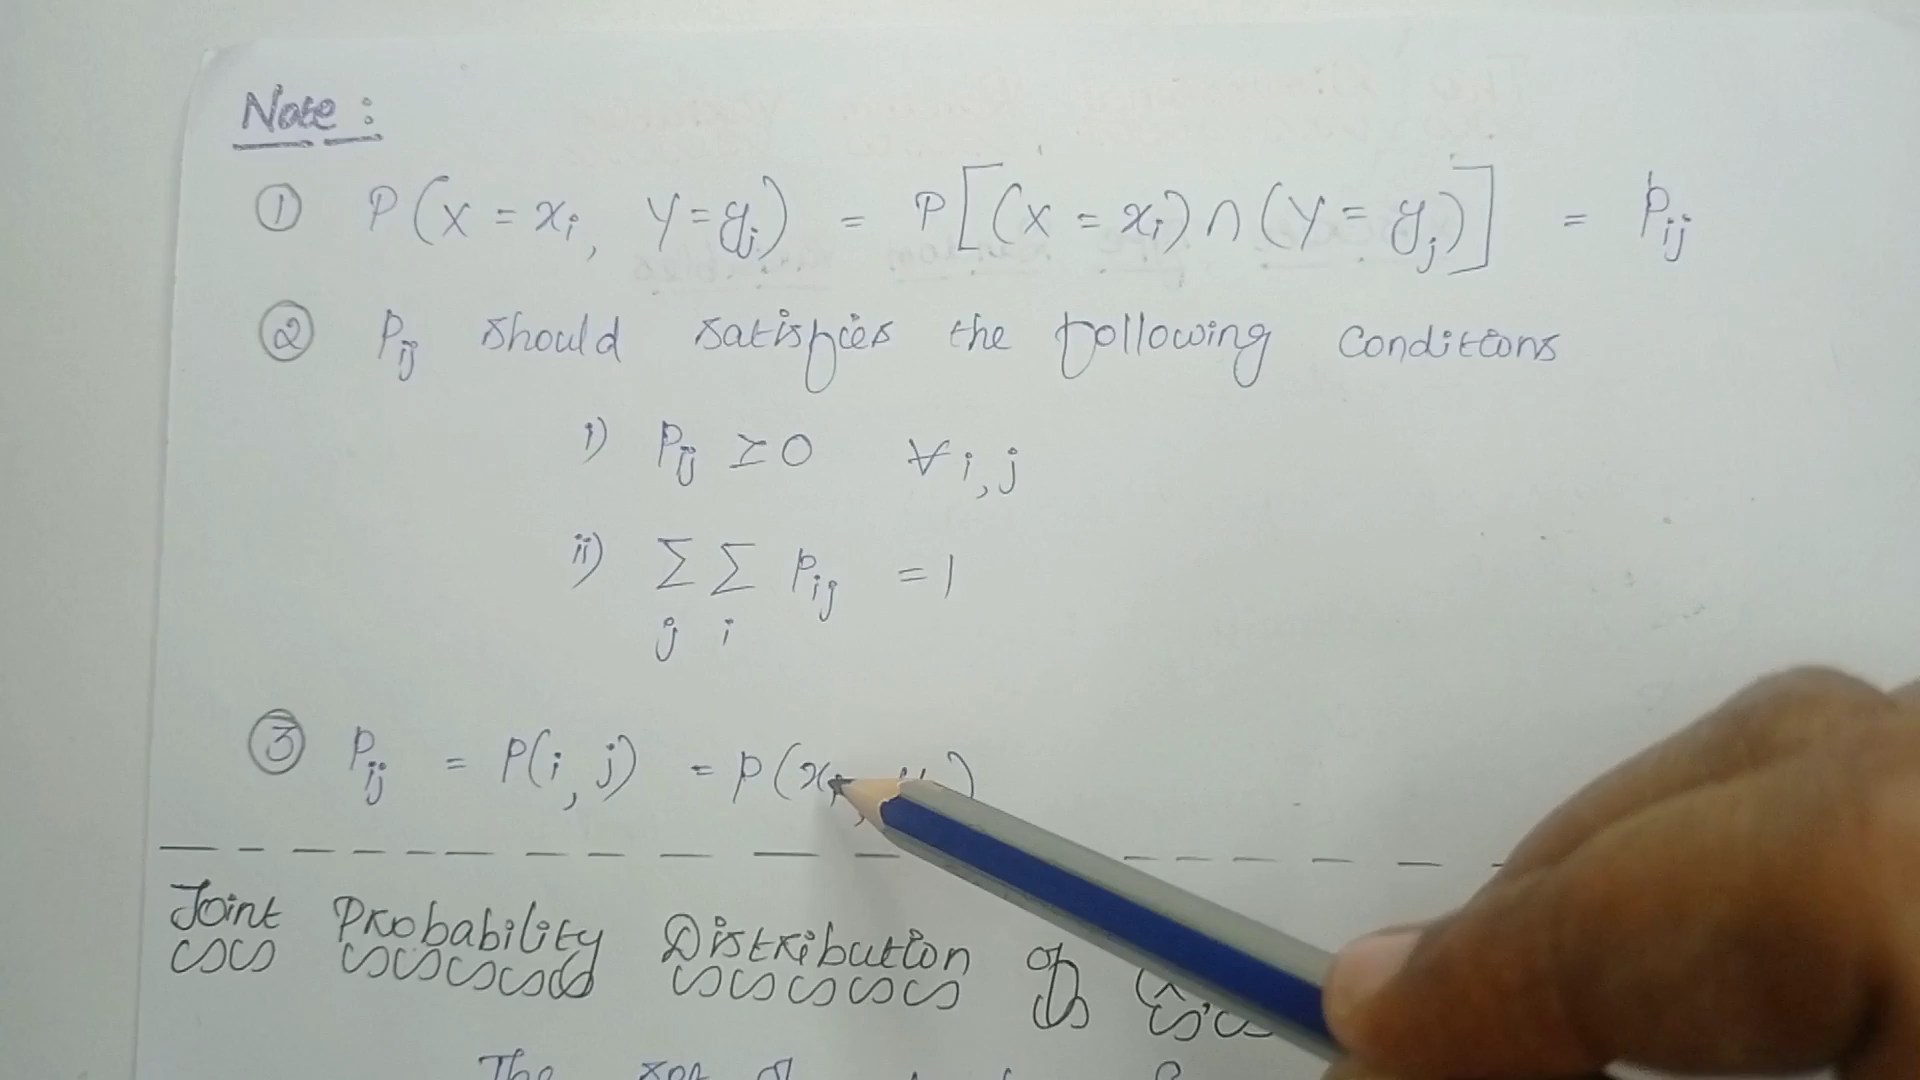 Note :
① P(X = xi, Y = yj) = P[(X = xi) ∩ (Y = yj)] = Pij
② Pij should satisfies the following conditions
i) Pij ≥ 0 ∀ i, j
ii) Σ Σ Pij = 1
j i
③ Pij = P(i, j) = P(x
Joint Probability Distribution of
The